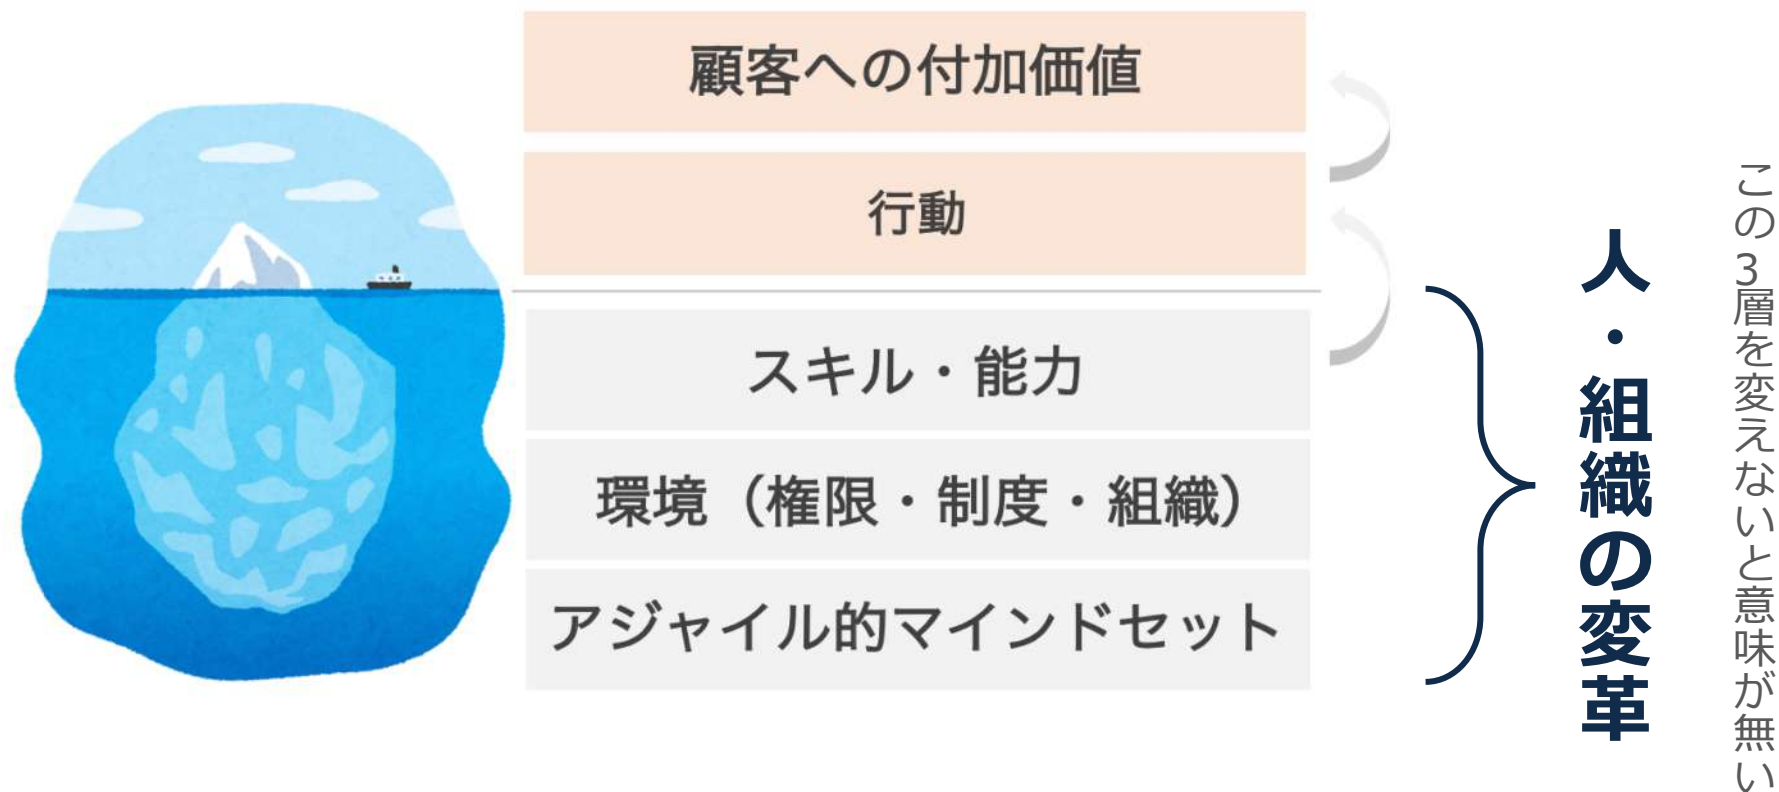 顧客への付加価値
行動
スキル・能力
環境（権限・制度・組織）
アジャイル的マインドセット
人・組織の変革
この3層を変えないと意味が無い